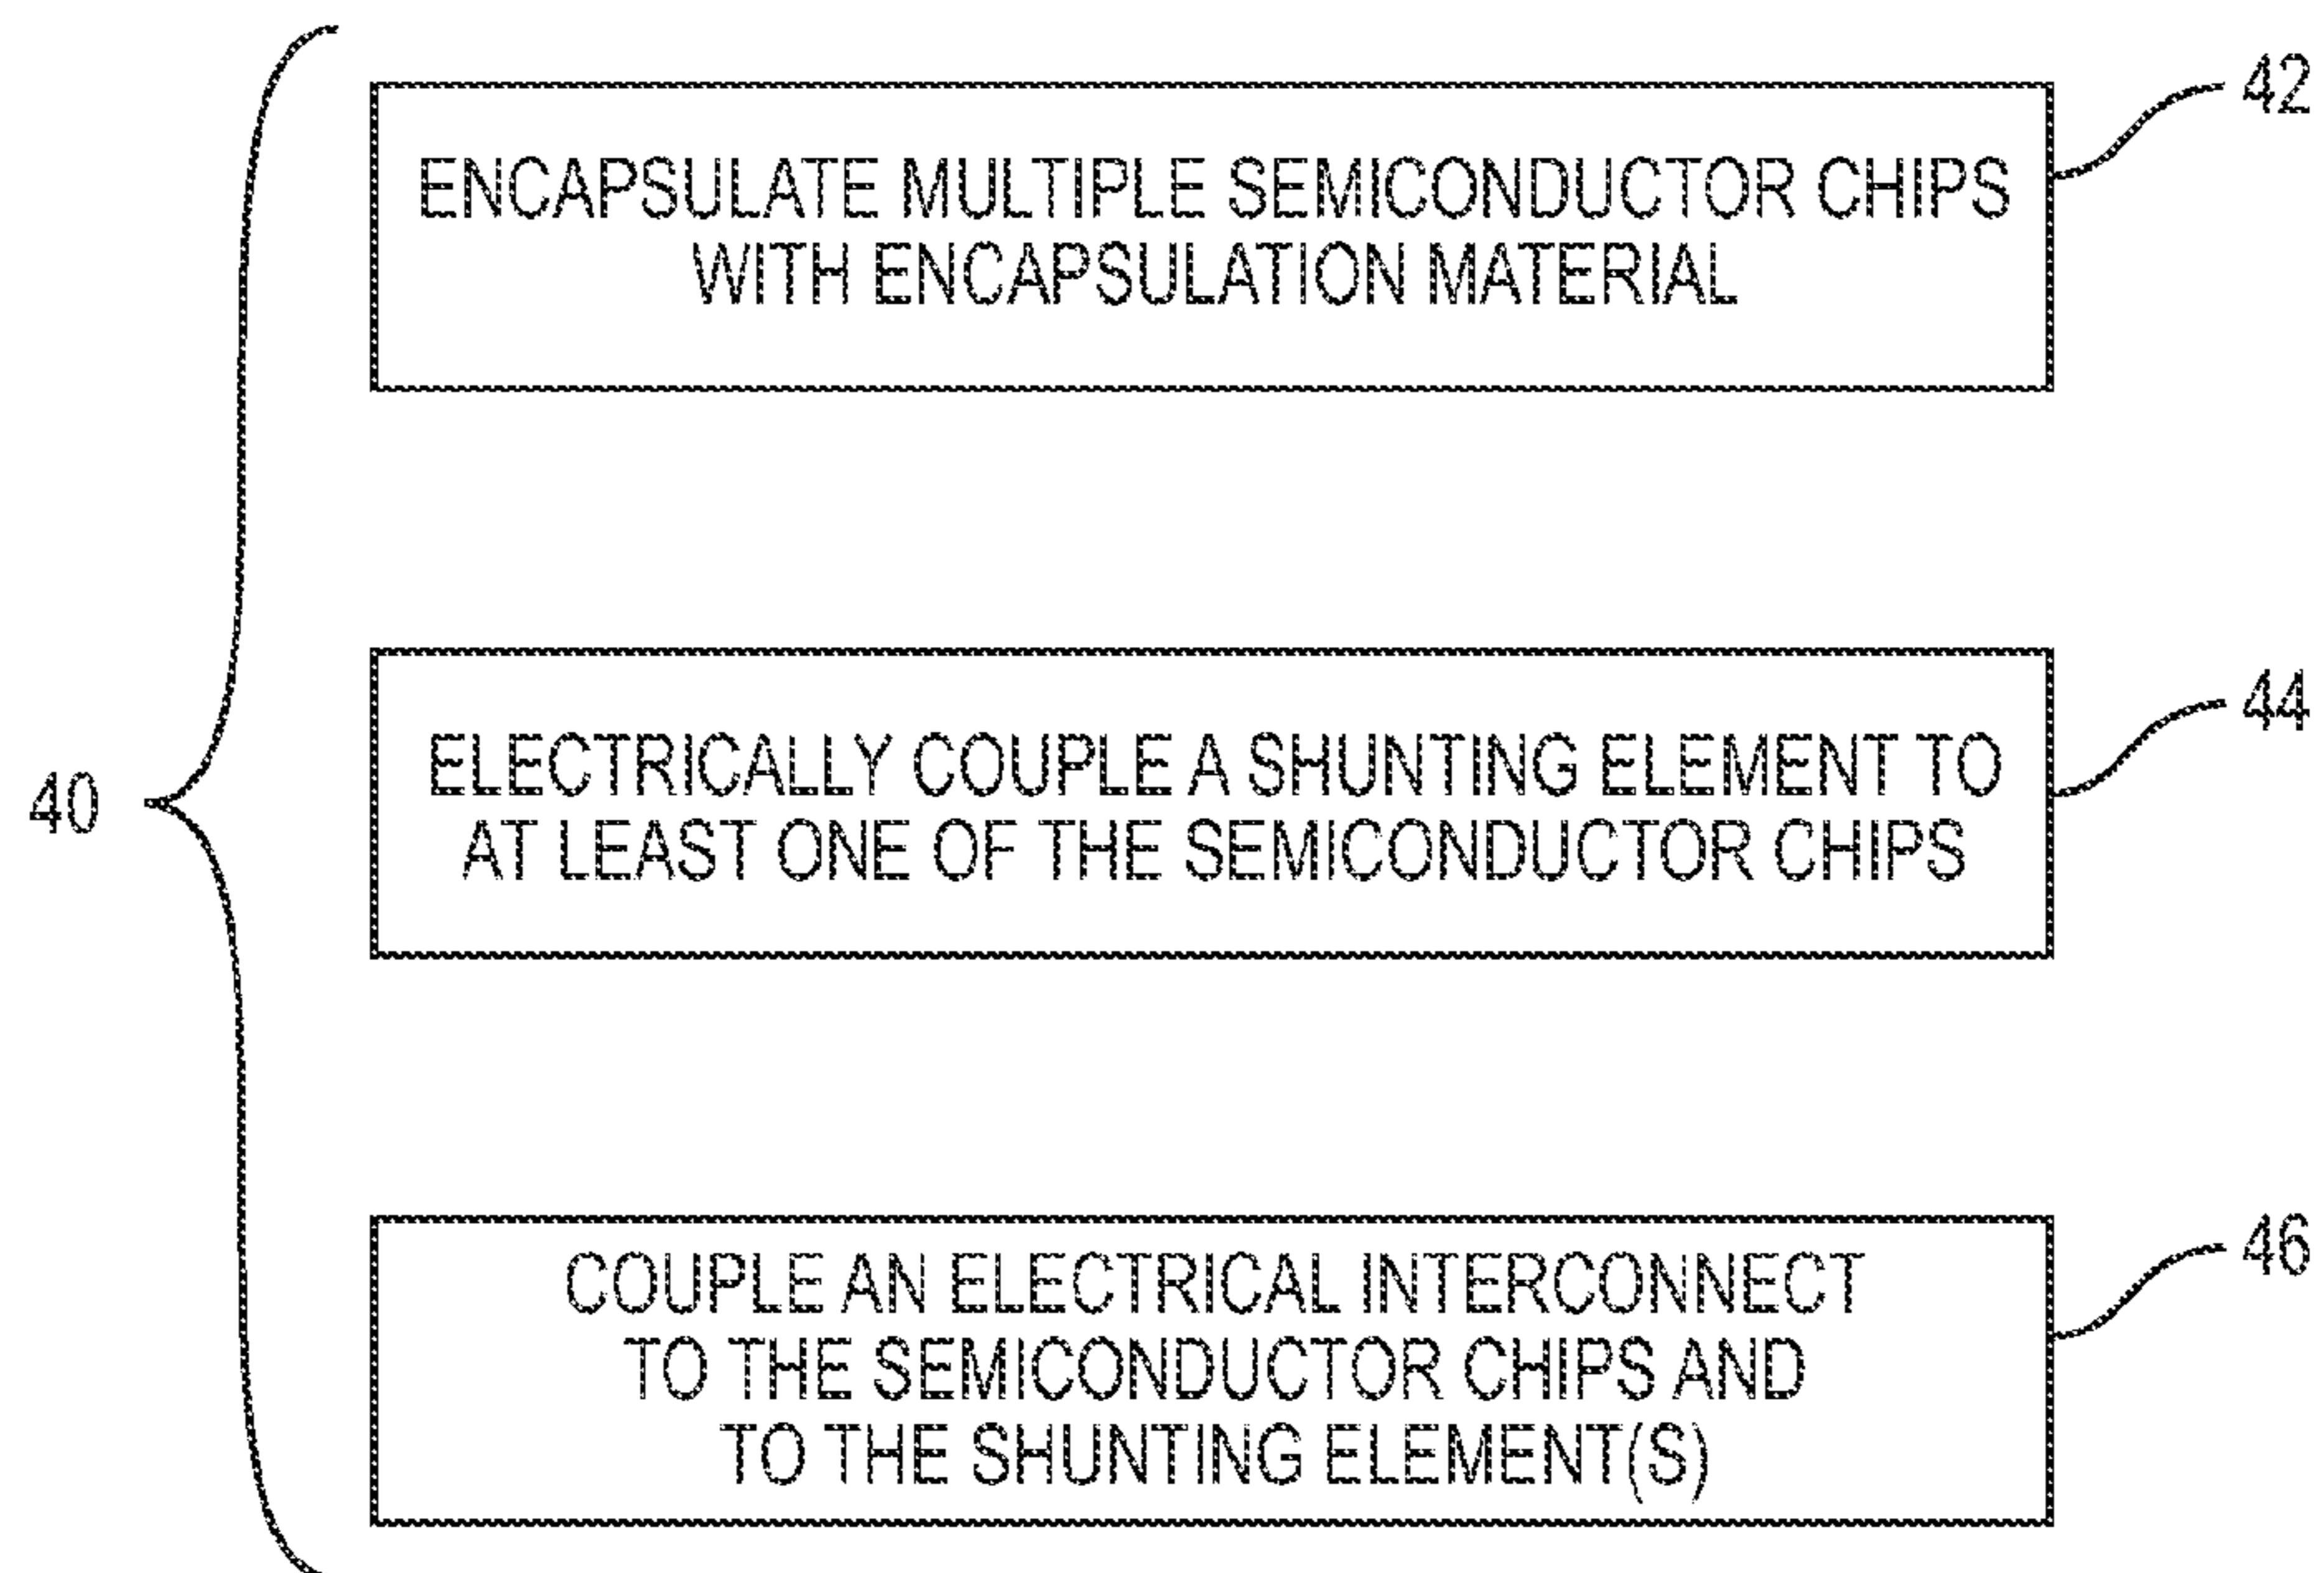 42
ENCAPSULATE MULTIPLE SEMICONDUCTOR CHIPS
WITH ENCAPSULATION MATERIAL
44
ELECTRICALLY COUPLE A SHUNTING ELEMENT TO
AT LEAST ONE OF THE SEMICONDUCTOR CHIPS
40
46
COUPLE AN ELECTRICAL INTERCONNECT
TO THE SEMICONDUCTOR CHIPS AND
TO THE SHUNTING ELEMENT(S)